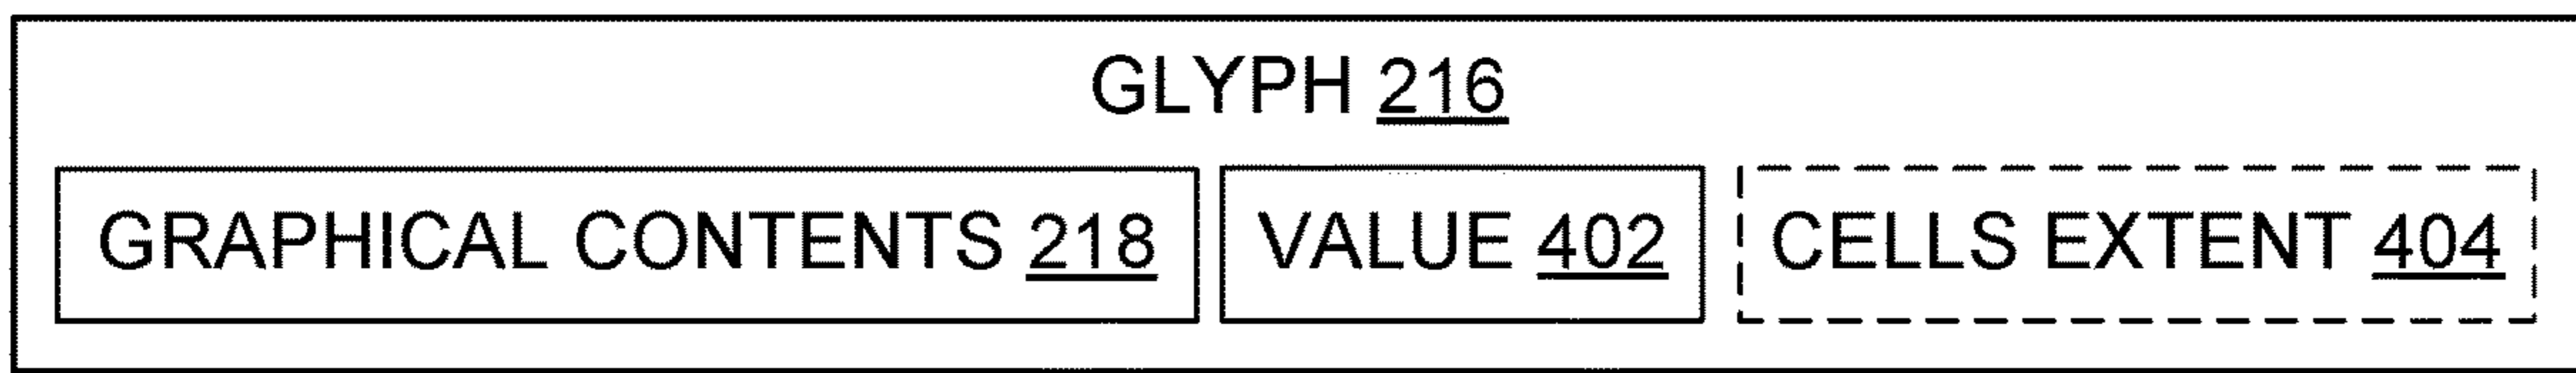 GLYPH 216
GRAPHICAL CONTENTS 218 VALUE 402 CELLS EXTENT 404